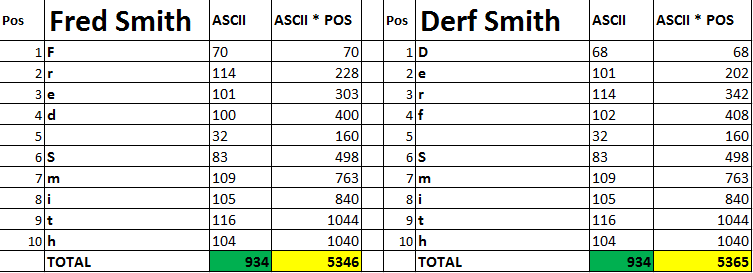 Pos Fred Smith ASCII ASCII * POS Pos Derf Smith ASCII ASCII * POS
1 F 70 70 1 D 68 68
2 r 114 228 2 e 101 202
3 e 101 303 3 r 114 342
4 d 100 400 4 f 102 408
5 32 160 5 32 160
6 S 83 498 6 S 83 498
7 m 109 763 7 m 109 763
8 i 105 840 8 i 105 840
9 t 116 1044 9 t 116 1044
10 h 104 1040 10 h 104 1040
TOTAL 934 5346 TOTAL 934 5365